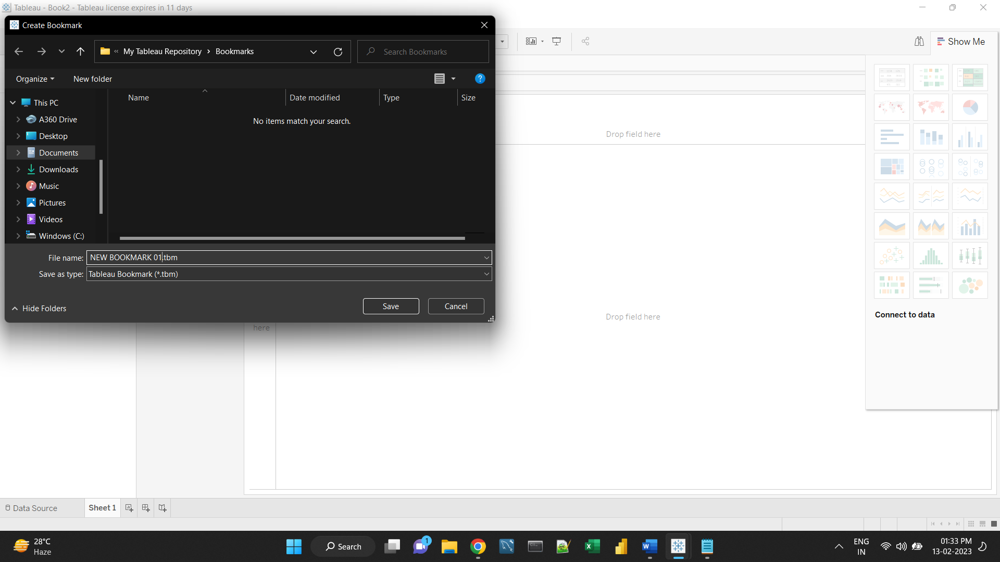 Tableau - Book2 - Tableau license expires in 11 days
Create Bookmark
« My Tableau Repository > Bookmarks
Search Bookmarks
Show Me
Organize
New folder
?
Name
Date modified
Type
Size
No items match your search.
This PC
A360 Drive
Desktop
Documents
Downloads
Music
Pictures
Videos
Windows (C:)
File name: NEW BOOKMARK 01.tbm
Save as type: Tableau Bookmark (*.tbm)
Hide Folders
Save
Cancel
Drop field here
Drop field here
here
Connect to data
Data Source
Sheet 1
28°C
Haze
Search
1
ENG
IN
01:33 PM
13-02-2023